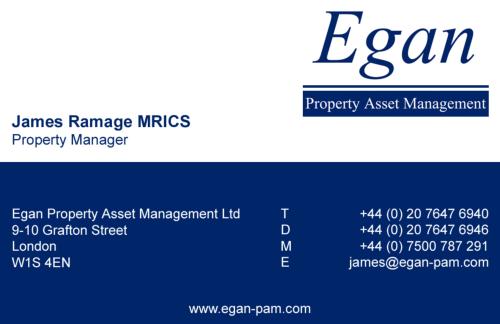 Egan
Property Asset Management
James Ramage MRICS
Property Manager
Egan Property Asset Management Ltd T +44 (0) 20 7647 6940
9-10 Grafton Street D +44 (0) 20 7647 6946
London M +44 (0) 7500 787 291
W1S 4EN E james@egan-pam.com
www.egan-pam.com